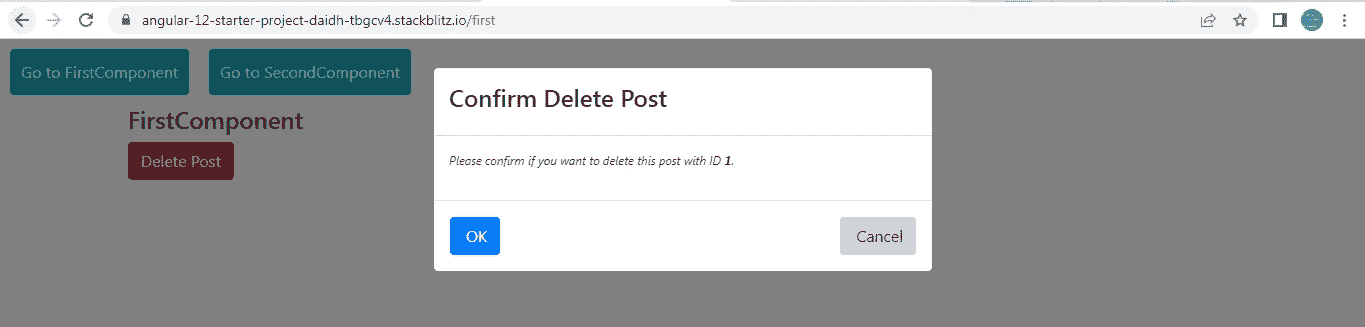 angular-12-starter-project-daidh-tbgcv4.stackblitz.io/first
Go to FirstComponent Go to SecondComponent
FirstComponent
Delete Post
Confirm Delete Post
Please confirm if you want to delete this post with ID 1.
OK Cancel